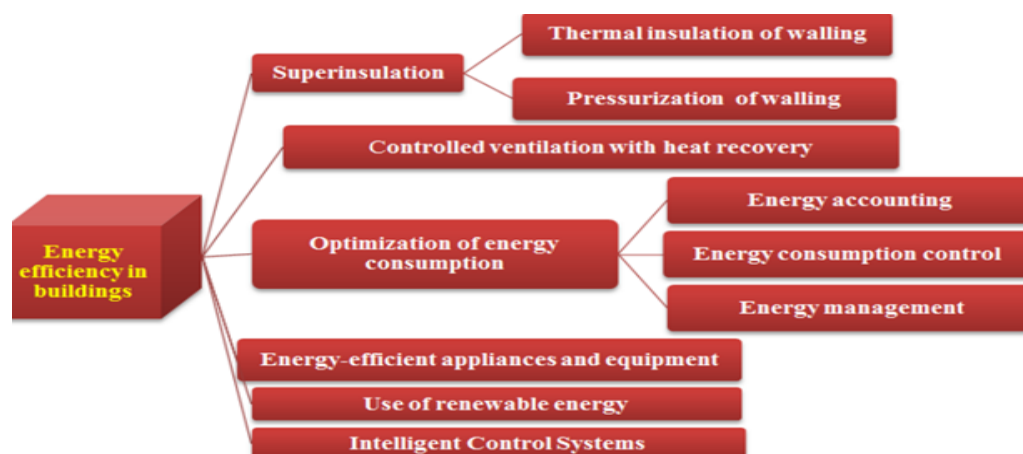 Thermal insulation of walling
Superinsulation
Pressurization of walling
Controlled ventilation with heat recovery
Energy
efficiency in
buildings
Optimization of energy
consumption
Energy accounting
Energy consumption control
Energy management
Energy-efficient appliances and equipment
Use of renewable energy
Intelligent Control Systems